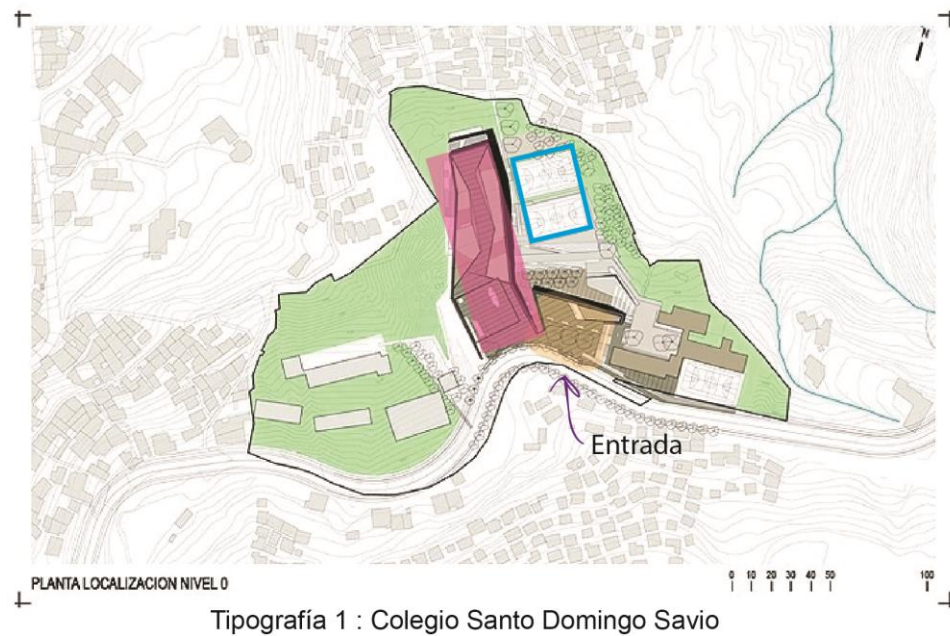 N
Entrada
PLANTA LOCALIZACION NIVEL 0
0 10 20 30 40 50 100
Tipografía 1 : Colegio Santo Domingo Savio